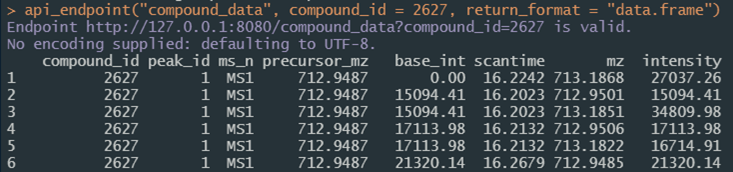 > api_endpoint("compound_data", compound_id = 2627, return_format = "data.frame")
Endpoint http://127.0.0.1:8080/compound_data?compound_id=2627 is valid.
No encoding supplied: defaulting to UTF-8.
compound_id peak_id ms_n precursor_mz base_int scantime mz intensity
1 2627 1 MS1 712.9487 0.00 16.2242 713.1868 27037.26
2 2627 1 MS1 712.9487 15094.41 16.2023 712.9501 15094.41
3 2627 1 MS1 712.9487 15094.41 16.2023 713.1851 34809.98
4 2627 1 MS1 712.9487 17113.98 16.2132 712.9506 17113.98
5 2627 1 MS1 712.9487 17113.98 16.2132 713.1822 16714.91
6 2627 1 MS1 712.9487 21320.14 16.2679 712.9485 21320.14